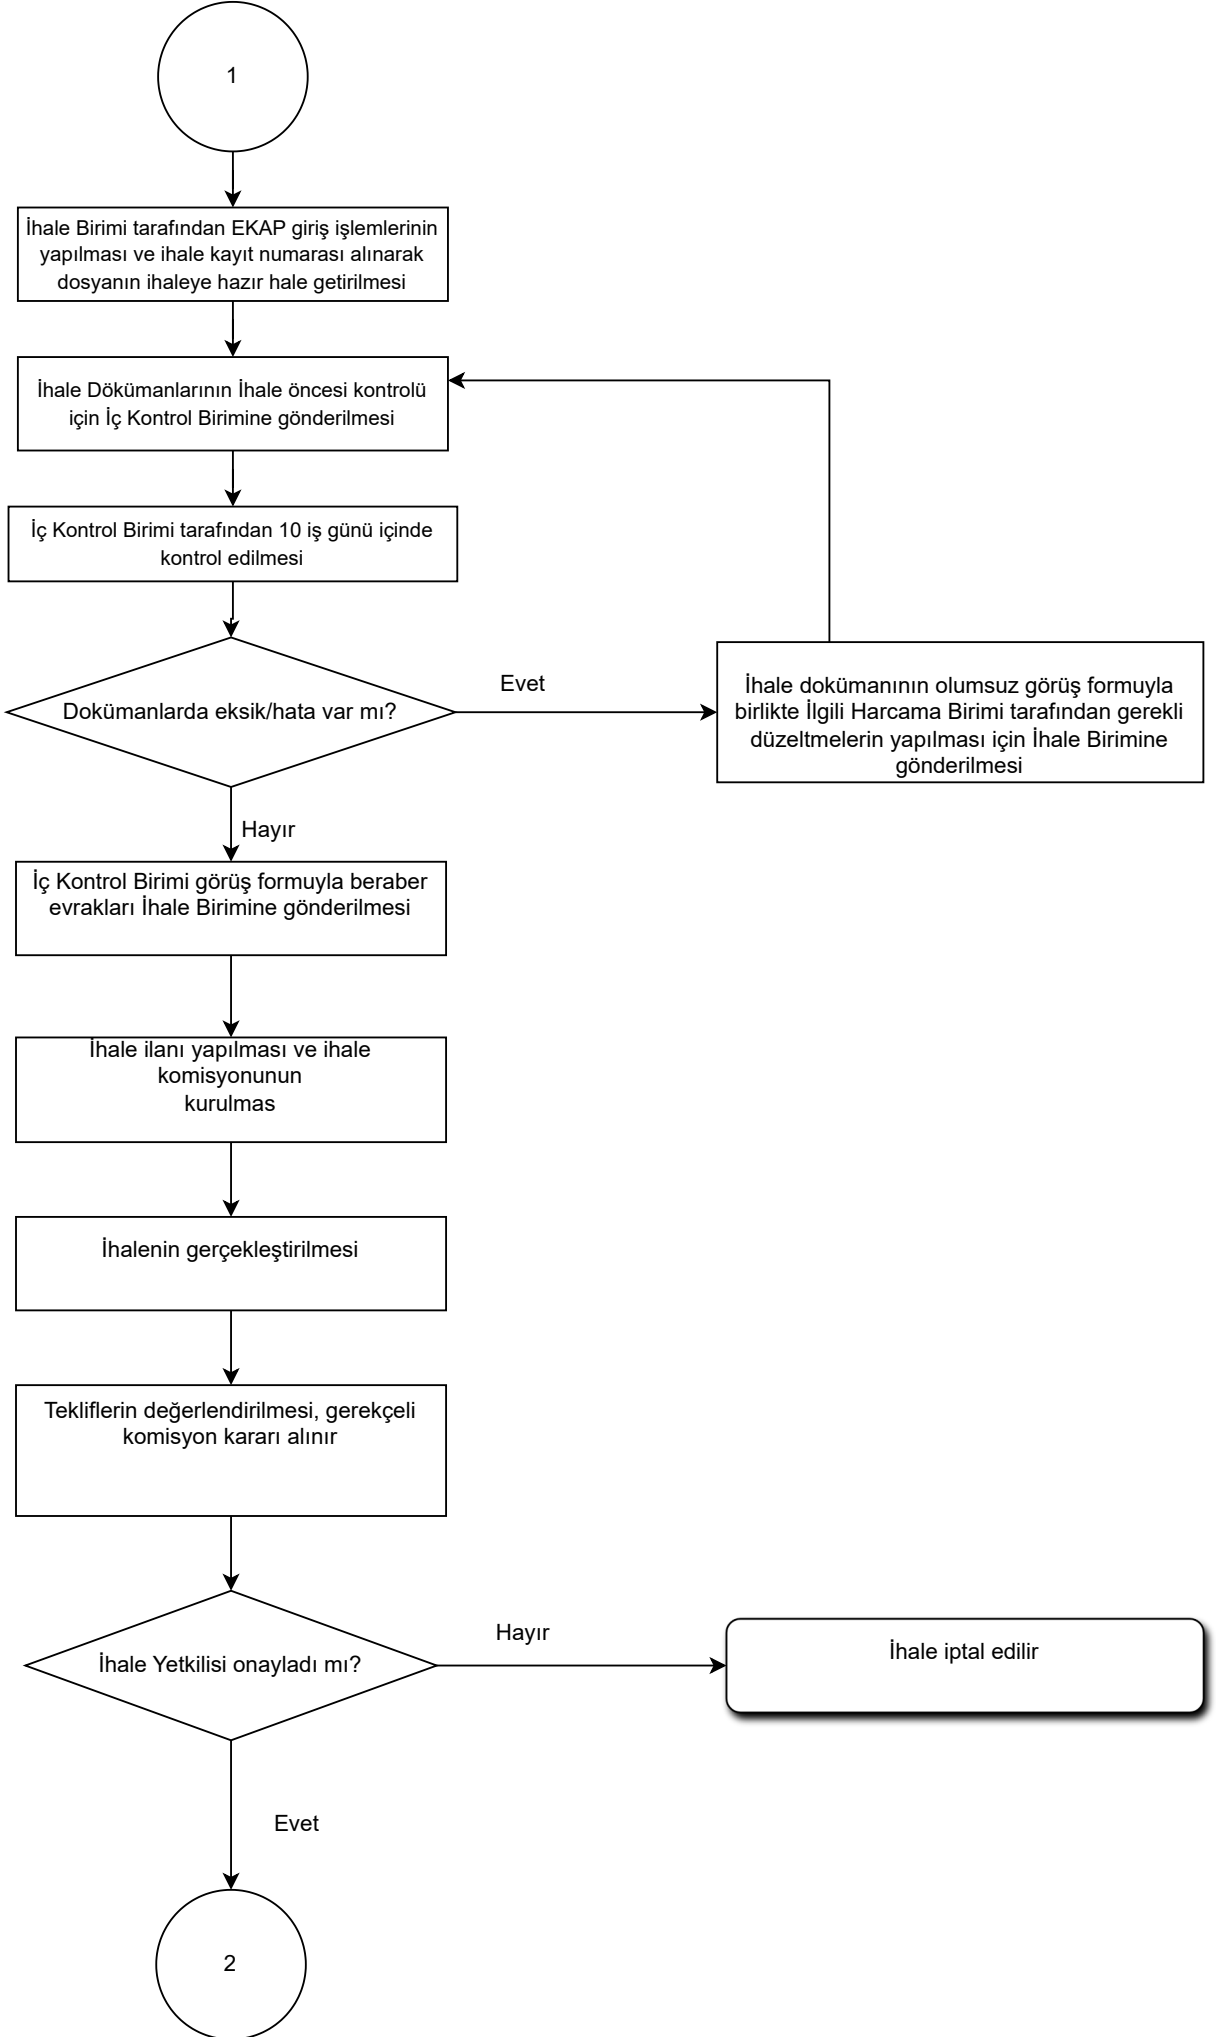 1
İhale Birimi tarafından EKAP giriş işlemlerinin
yapılması ve ihale kayıt numarası alınarak
dosyanın ihaleye hazır hale getirilmesi
İhale Dökümanlarının İhale öncesi kontrolü
için İç Kontrol Birimine gönderilmesi
İç Kontrol Birimi tarafından 10 iş günü içinde
kontrol edilmesi
Dokümanlarda eksik/hata var mı?
Evet
İhale dokümanının olumsuz görüş formuyla
birlikte İlgili Harcama Birimi tarafından gerekli
düzeltmelerin yapılması için İhale Birimine
gönderilmesi
Hayır
İç Kontrol Birimi görüş formuyla beraber
evrakları İhale Birimine gönderilmesi
İhale ilanı yapılması ve ihale
komisyonunun
kurulmas
İhalenin gerçekleştirilmesi
Tekliflerin değerlendirilmesi, gerekçeli
komisyon kararı alınır
İhale Yetkilisi onayladı mı?
Hayır
İhale iptal edilir
Evet
2